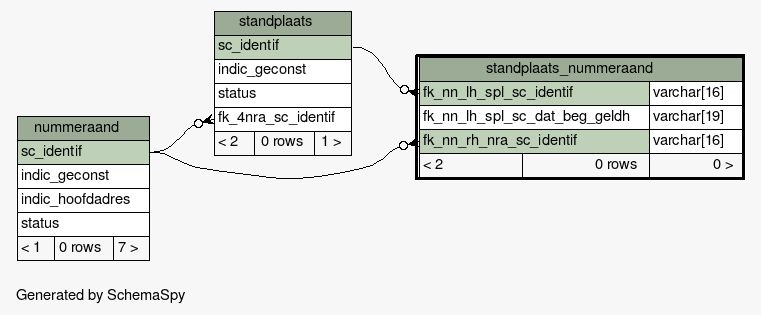 standplaats
sc_identif
indic_geconst
status
fk_4nra_sc_identif
< 2 0 rows 1 >
standplaats_nummeraand
fk_nn_lh_spl_sc_identif varchar[16]
fk_nn_lh_spl_sc_dat_beg_geldh varchar[19]
fk_nn_rh_nra_sc_identif varchar[16]
< 2 0 rows 0 >
nummeraand
sc_identif
indic_geconst
indic_hoofdadres
status
< 1 0 rows 7 >
Generated by SchemaSpy